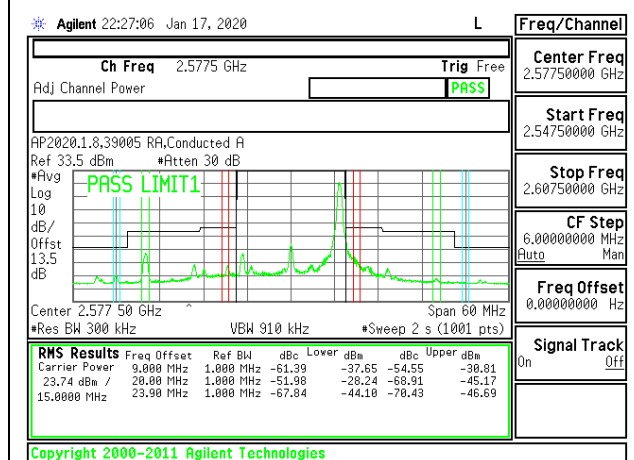 Agilent 22:27:06 Jan 17, 2020 L
Freq/Channel
Ch Freq 2.5775 GHz Trig Free
Adj Channel Power PASS
Center Freq
2.57750000 GHz
Start Freq
2.54750000 GHz
Stop Freq
2.60750000 GHz
CF Step
6.00000000 MHz
Auto Man
Freq Offset
0.00000000 Hz
Signal Track
On Off
AP2020.1.8,39005 RA,Conducted A
Ref 33.5 dBm #Atten 30 dB
#Avg
Log
10
dB/
Offst
13.5
dB
PASS LIMIT1
Center 2.577 50 GHz ^ Span 60 MHz
#Res BW 300 kHz VBW 910 kHz #Sweep 2 s (1001 pts)
RMS Results Freq Offset Ref BW dBc Lower dBm dBc Upper dBm
Carrier Power 9.000 MHz 1.000 MHz -61.39 -37.65 -54.55 -30.81
23.74 dBm / 20.00 MHz 1.000 MHz -51.98 -28.24 -68.91 -45.17
15.0000 MHz 23.90 MHz 1.000 MHz -67.84 -44.10 -70.43 -46.69
Copyright 2000-2011 Agilent Technologies